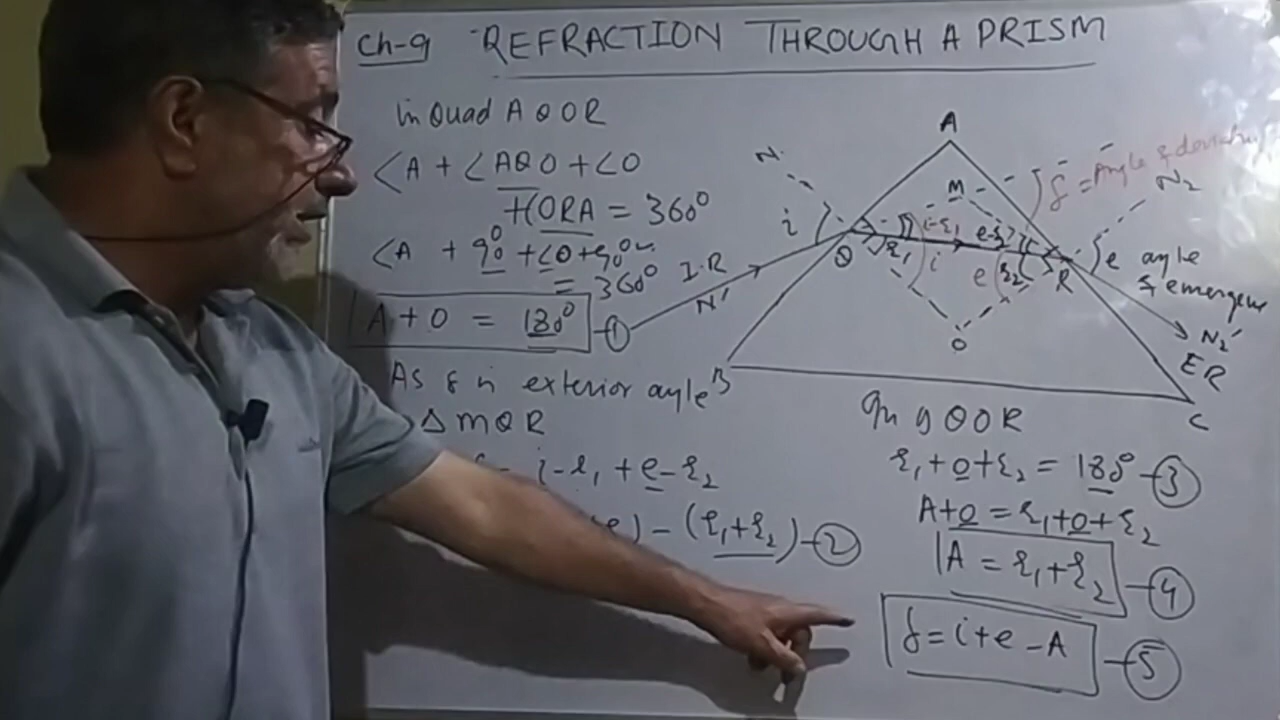 Ch-9 REFRACTION THROUGH A PRISM
in Quad AQOR
∠A + ∠AQO + ∠O
+∠ORA = 360°
∠A + 90° + ∠O + 90°
= 360°
A + O = 180° -①
As δ is exterior angle
Δ MQR
i-r₁ + e-r₂
e) - (r₁+r₂) -②
A
N
M
δ = Angle of deviation
N₂
i
i-r₁
e-r₂
Q
r₁
i
e
r₂
R
e angle
of emergence
I.R
N'
O
N₂'
ER
B
C
In Δ QOR
r₁+O+r₂ = 180° -③
A+O = r₁+O+r₂
A = r₁+r₂ -④
δ = i+e-A -⑤